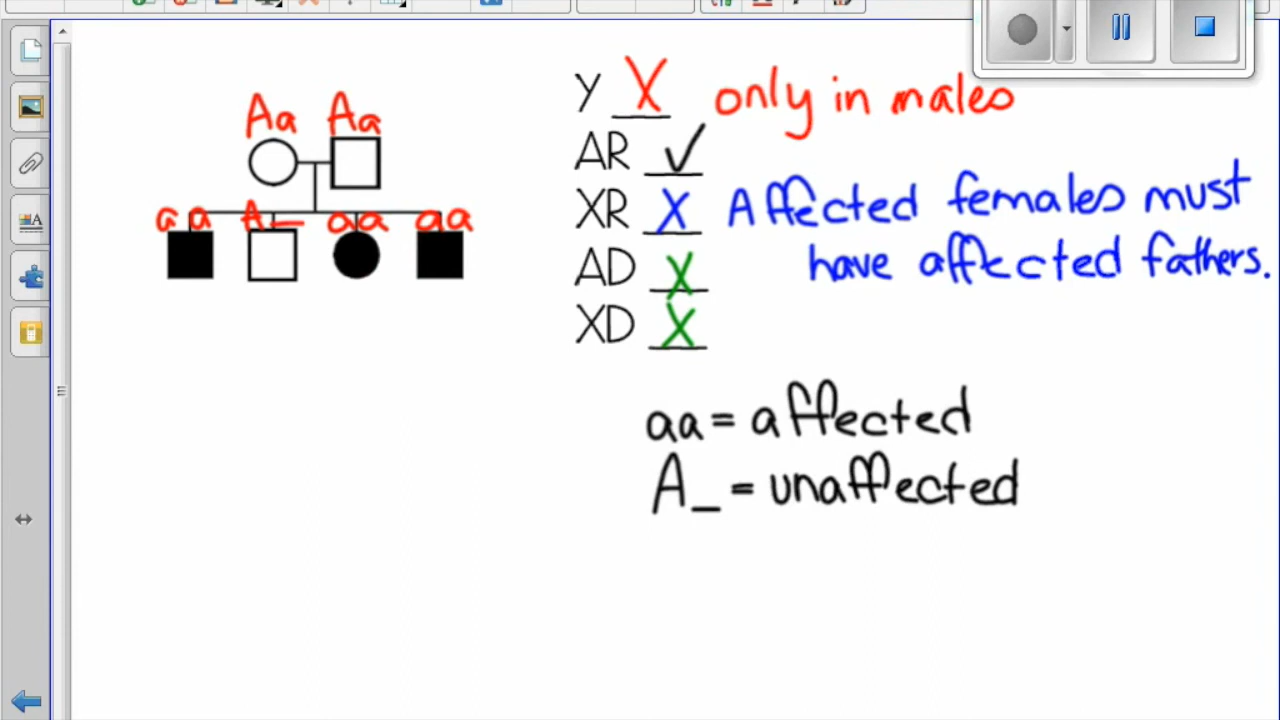 Aa Aa
aa A_ aa aa
Y X only in males
AR ✓
XR X Affected females must
have affected fathers.
AD X
XD X
aa = affected
A_ = unaffected